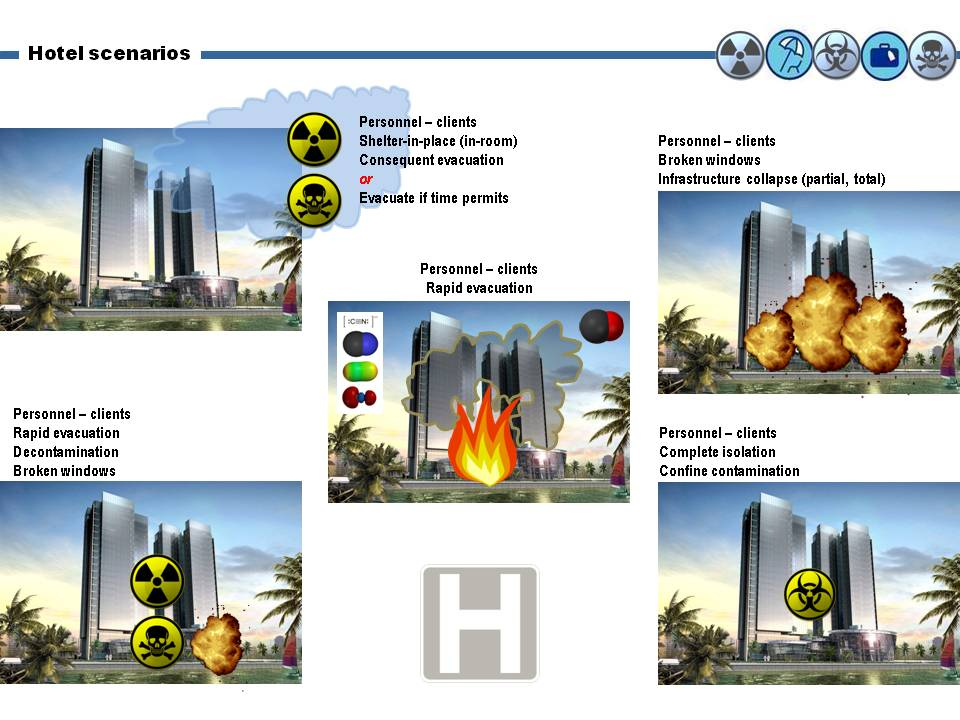 Hotel scenarios
Personnel – clients
Shelter-in-place (in-room)
Consequent evacuation
or
Evacuate if time permits
Personnel – clients
Broken windows
Infrastructure collapse (partial, total)
Personnel – clients
Rapid evacuation
[:C≡N:]⁻
Personnel – clients
Rapid evacuation
Decontamination
Broken windows
Personnel – clients
Complete isolation
Confine contamination
H